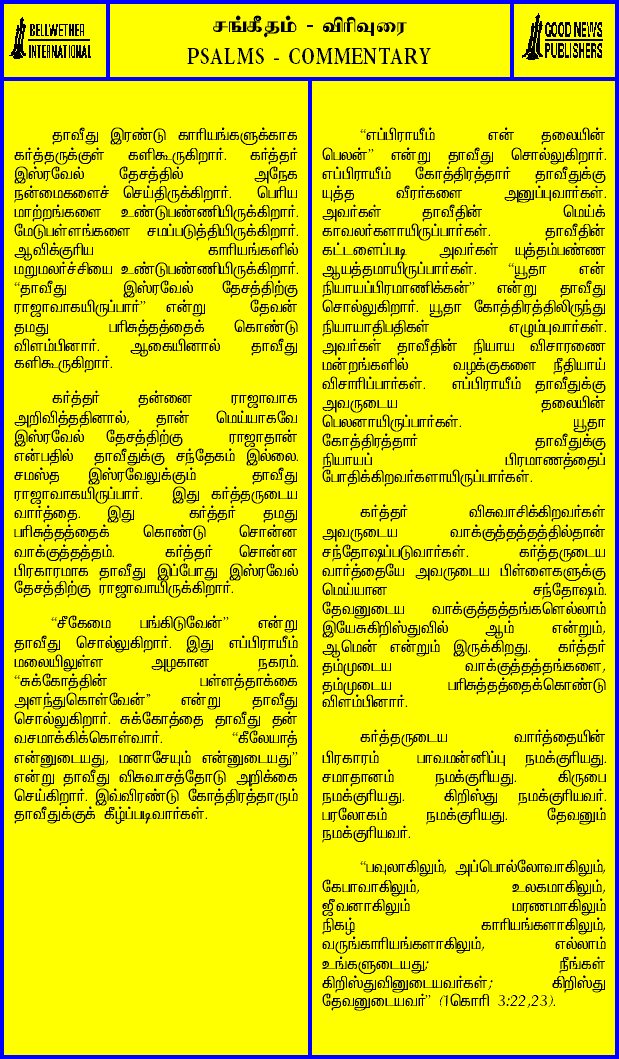 BELLWETHER
INTERNATIONAL
சங்கீதம் - விரிவுரை
PSALMS - COMMENTARY
GOOD NEWS
PUBLISHERS
தாவீது இரண்டு காரியங்களுக்காக
கர்த்தருக்குள் களிகூருகிறார். கர்த்தர்
இஸ்ரவேல் தேசத்தில் அநேக
நன்மைகளைச் செய்திருக்கிறார். பெரிய
மாற்றங்களை உண்டுபண்ணியிருக்கிறார்.
மேடுபள்ளங்களை சமப்படுத்தியிருக்கிறார்.
ஆவிக்குரிய காரியங்களில்
மறுமலர்ச்சியை உண்டுபண்ணியிருக்கிறார்.
“தாவீது இஸ்ரவேல் தேசத்திற்கு
ராஜாவாகயிருப்பார்” என்று தேவன்
தமது பரிசுத்தத்தைக் கொண்டு
விளம்பினார். ஆகையினால் தாவீது
களிகூருகிறார்.
கர்த்தர் தன்னை ராஜாவாக
அறிவித்ததினால், தான் மெய்யாகவே
இஸ்ரவேல் தேசத்திற்கு ராஜாதான்
என்பதில் தாவீதுக்கு சந்தேகம் இல்லை.
சமஸ்த இஸ்ரவேலுக்கும் தாவீது
ராஜாவாகயிருப்பார். இது கர்த்தருடைய
வார்த்தை. இது கர்த்தர் தமது
பரிசுத்தத்தைக் கொண்டு சொன்ன
வாக்குத்தத்தம். கர்த்தர் சொன்ன
பிரகாரமாக தாவீது இப்போது இஸ்ரவேல்
தேசத்திற்கு ராஜாவாயிருக்கிறார்.
“சீகேமை பங்கிடுவேன்” என்று
தாவீது சொல்லுகிறார். இது எப்பிராயீம்
மலையிலுள்ள அழகான நகரம்.
“சுக்கோத்தின் பள்ளத்தாக்கை
அளந்துகொள்வேன்” என்று தாவீது
சொல்லுகிறார். சுக்கோத்தை தாவீது தன்
வசமாக்கிக்கொள்வார். “கீலேயாத்
என்னுடையது, மனாசேயும் என்னுடையது”
என்று தாவீது விசுவாசத்தோடு அறிக்கை
செய்கிறார். இவ்விரண்டு கோத்திரத்தாரும்
தாவீதுக்குக் கீழ்ப்படிவார்கள்.
“எப்பிராயீம் என் தலையின்
பெலன்” என்று தாவீது சொல்லுகிறார்.
எப்பிராயீம் கோத்திரத்தார் தாவீதுக்கு
யுத்த வீரர்களை அனுப்புவார்கள்.
அவர்கள் தாவீதின் மெய்க்
காவலர்களாயிருப்பார்கள். தாவீதின்
கட்டளைப்படி அவர்கள் யுத்தம்பண்ண
ஆயத்தமாயிருப்பார்கள். “யூதா என்
நியாயப்பிரமாணிக்கன்” என்று தாவீது
சொல்லுகிறார். யூதா கோத்திரத்திலிருந்து
நியாயாதிபதிகள் எழும்புவார்கள்.
அவர்கள் தாவீதின் நியாய விசாரணை
மன்றங்களில் வழக்குகளை நீதியாய்
விசாரிப்பார்கள். எப்பிராயீம் தாவீதுக்கு
அவருடைய தலையின்
பெலனாயிருப்பார்கள். யூதா
கோத்திரத்தார் தாவீதுக்கு
நியாயப் பிரமாணத்தைப்
போதிக்கிறவர்களாயிருப்பார்கள்.
கர்த்தர் விசுவாசிக்கிறவர்கள்
அவருடைய வாக்குத்தத்தத்தில்தான்
சந்தோஷப்படுவார்கள். கர்த்தருடைய
வார்த்தையே அவருடைய பிள்ளைகளுக்கு
மெய்யான சந்தோஷம்.
தேவனுடைய வாக்குத்தத்தங்களெல்லாம்
இயேசுகிறிஸ்துவில் ஆம் என்றும்,
ஆமென் என்றும் இருக்கிறது. கர்த்தர்
தம்முடைய வாக்குத்தத்தங்களை,
தம்முடைய பரிசுத்தத்தைக்கொண்டு
விளம்பினார்.
கர்த்தருடைய வார்த்தையின்
பிரகாரம் பாவமன்னிப்பு நமக்குரியது.
சமாதானம் நமக்குரியது. கிருபை
நமக்குரியது. கிறிஸ்து நமக்குரியவர்.
பரலோகம் நமக்குரியது. தேவனும்
நமக்குரியவர்.
“பவுலாகிலும், அப்பொல்லோவாகிலும்,
கேபாவாகிலும், உலகமாகிலும்,
ஜீவனாகிலும் மரணமாகிலும்
நிகழ் காரியங்களாகிலும்,
வருங்காரியங்களாகிலும், எல்லாம்
உங்களுடையது; நீங்கள்
கிறிஸ்துவினுடையவர்கள்; கிறிஸ்து
தேவனுடையவர்” (1கொரி 3:22,23).